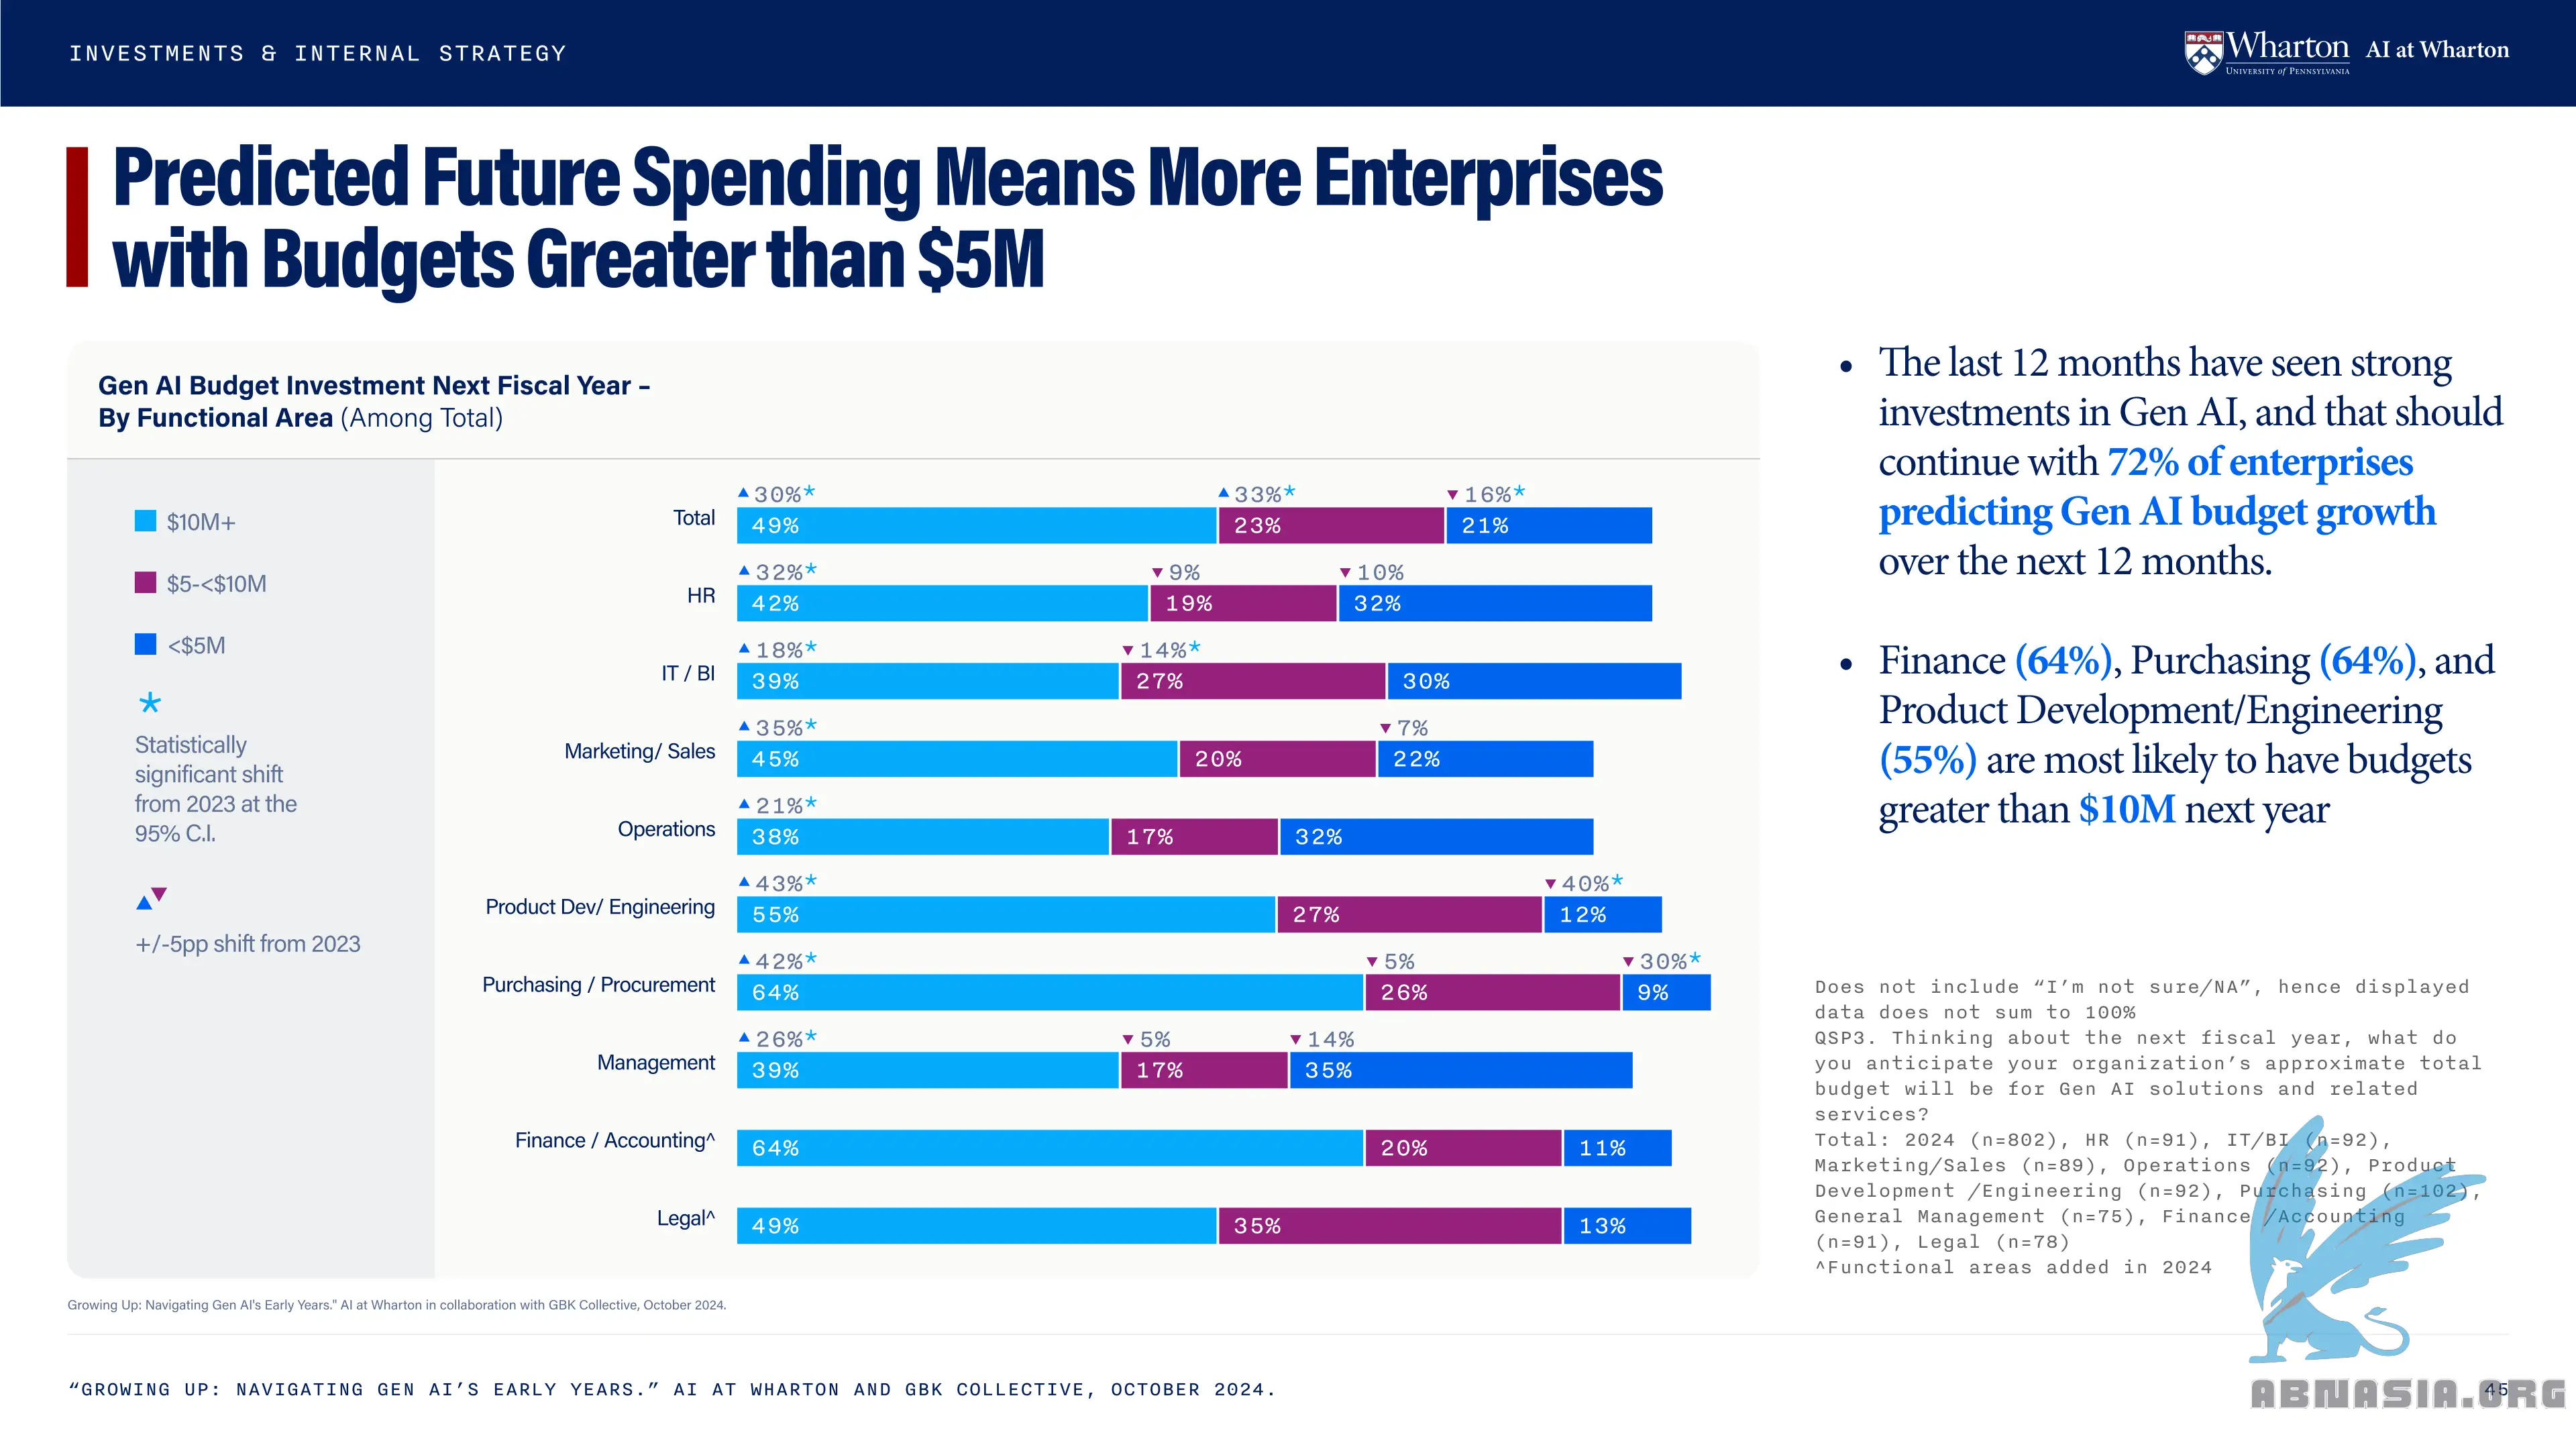 INVESTMENTS & INTERNAL STRATEGY
Wharton
UNIVERSITY of PENNSYLVANIA
AI at Wharton
Predicted Future Spending Means More Enterprises
with Budgets Greater than $5M
Gen AI Budget Investment Next Fiscal Year –
By Functional Area (Among Total)
$10M+
$5-<$10M
<$5M
*
Statistically
significant shift
from 2023 at the
95% C.I.
▲▼
+/-5pp shift from 2023
▲30%* ▲33%* ▼16%*
Total 49% 23% 21%
▲32%* ▼9% ▼10%
HR 42% 19% 32%
▲18%* ▼14%*
IT / BI 39% 27% 30%
▲35%* ▼7%
Marketing/ Sales 45% 20% 22%
▲21%*
Operations 38% 17% 32%
▲43%* ▼40%*
Product Dev/ Engineering 55% 27% 12%
▲42%* ▼5% ▼30%*
Purchasing / Procurement 64% 26% 9%
▲26%* ▼5% ▼14%
Management 39% 17% 35%
Finance / Accounting^ 64% 20% 11%
Legal^ 49% 35% 13%
• The last 12 months have seen strong
investments in Gen AI, and that should
continue with 72% of enterprises
predicting Gen AI budget growth
over the next 12 months.
• Finance (64%), Purchasing (64%), and
Product Development/Engineering
(55%) are most likely to have budgets
greater than $10M next year
Does not include “I’m not sure/NA”, hence displayed
data does not sum to 100%
QSP3. Thinking about the next fiscal year, what do
you anticipate your organization’s approximate total
budget will be for Gen AI solutions and related
services?
Total: 2024 (n=802), HR (n=91), IT/BI (n=92),
Marketing/Sales (n=89), Operations (n=92), Product
Development /Engineering (n=92), Purchasing (n=102),
General Management (n=75), Finance /Accounting
(n=91), Legal (n=78)
^Functional areas added in 2024
Growing Up: Navigating Gen AI's Early Years." AI at Wharton in collaboration with GBK Collective, October 2024.
“GROWING UP: NAVIGATING GEN AI’S EARLY YEARS.” AI AT WHARTON AND GBK COLLECTIVE, OCTOBER 2024.
45
ABNASIA.ORG